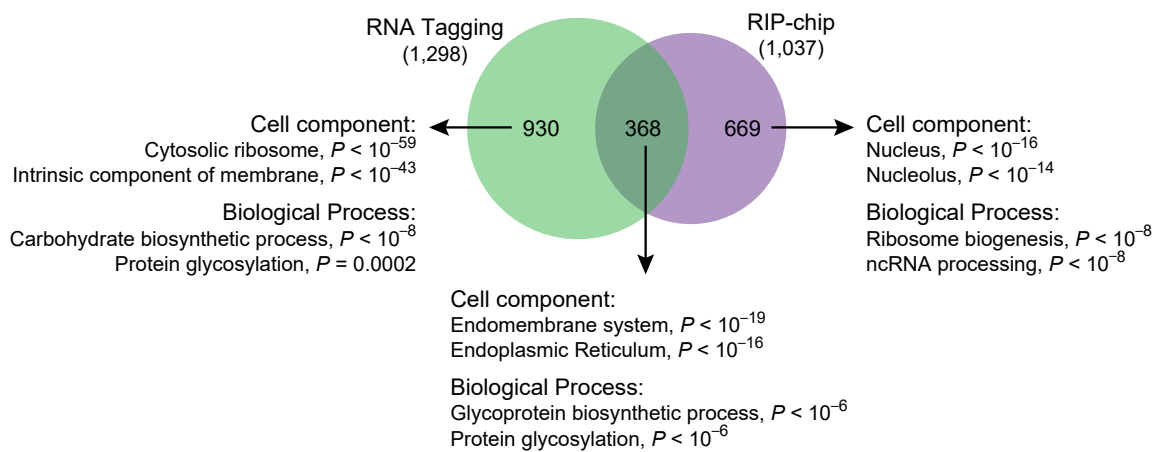 RNA Tagging
(1,298)
RIP-chip
(1,037)
930
368
669
Cell component:
Cytosolic ribosome, P < 10⁻⁵⁹
Intrinsic component of membrane, P < 10⁻⁴³
Biological Process:
Carbohydrate biosynthetic process, P < 10⁻⁸
Protein glycosylation, P = 0.0002
Cell component:
Endomembrane system, P < 10⁻¹⁹
Endoplasmic Reticulum, P < 10⁻¹⁶
Biological Process:
Glycoprotein biosynthetic process, P < 10⁻⁶
Protein glycosylation, P < 10⁻⁶
Cell component:
Nucleus, P < 10⁻¹⁶
Nucleolus, P < 10⁻¹⁴
Biological Process:
Ribosome biogenesis, P < 10⁻⁸
ncRNA processing, P < 10⁻⁸